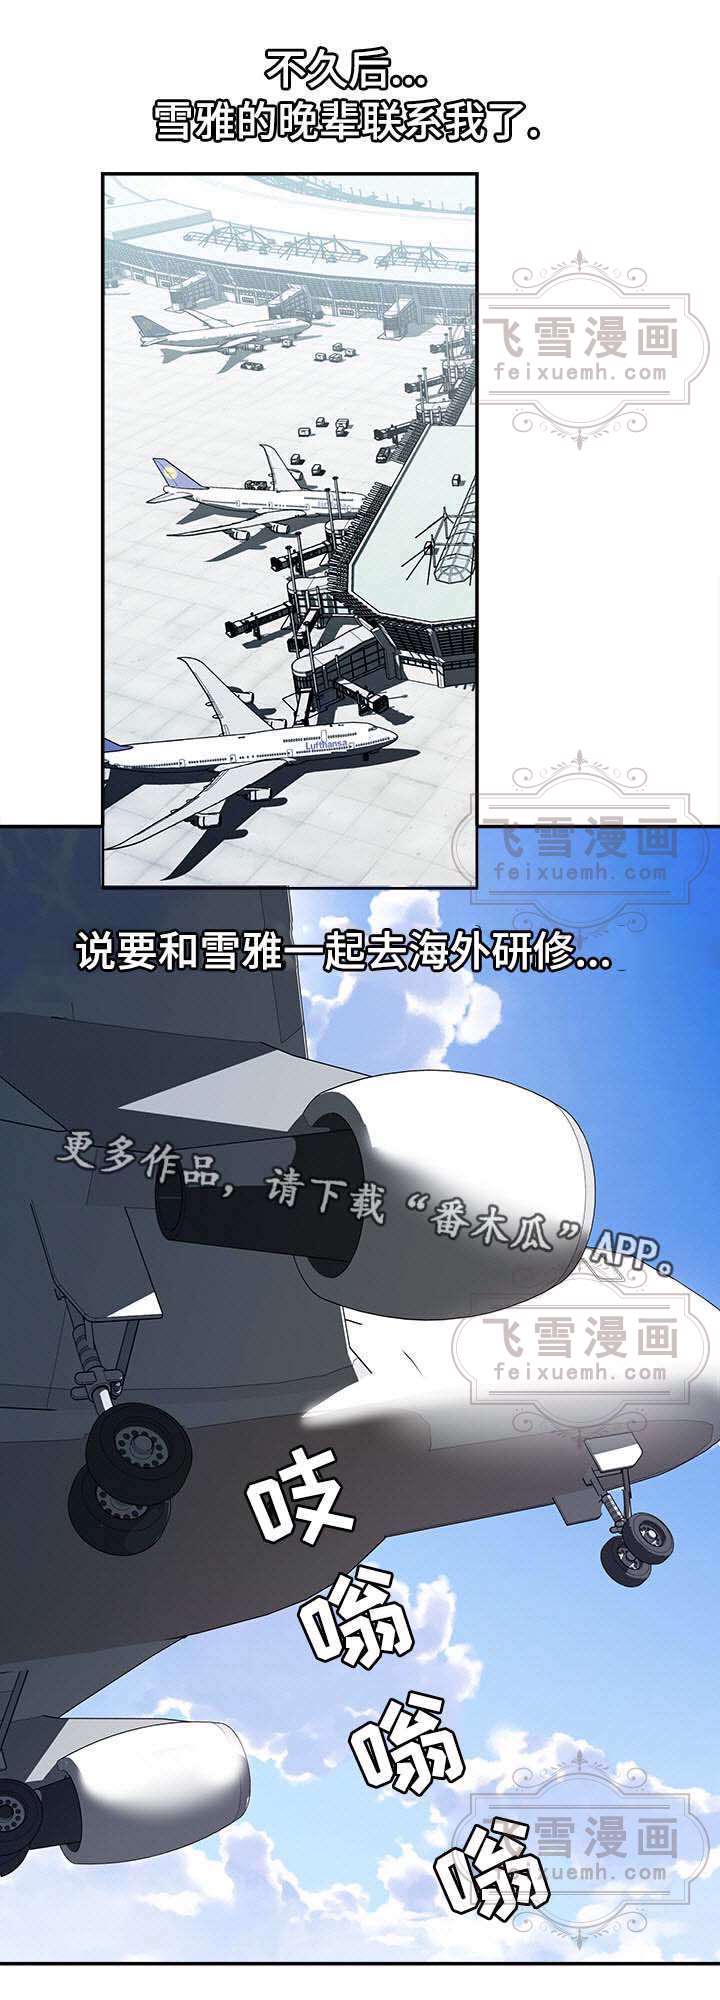 不久后...
雪雅的晚辈联系我了.
飞雪漫画
feixuemh.com
Lufthansa
飞雪漫画
feixuemh.com
说要和雪雅一起去海外研修...
更多作品，请下载“番木瓜”APP。
飞雪漫画
feixuemh.com
吱
嗡
嗡
嗡
飞雪漫画
feixuemh.com